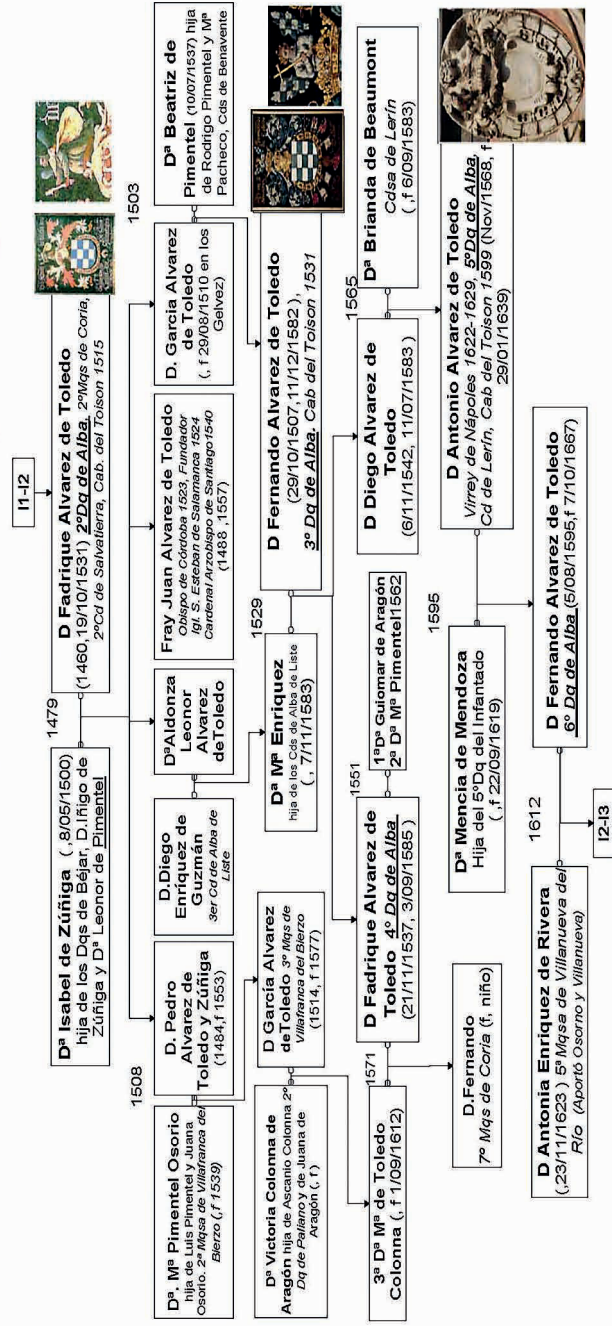 I1-I2
1479
Dª Isabel de Zúñiga ( ,8/05/1500)
hija de los Dqs de Béjar, D.Iñigo de
Zúñiga y Dª Leonor de Pimentel
D Fadrique Alvarez de Toledo
(1460,19/10/1531) 2ºDq de Alba, 2ºMqs de Coria,
2ºCd de Salvatierra, Cab. del Toison 1515
1508
1503
Dª. Mª Pimentel Osorio
hija de Luis Pimentel y Juana
Osorio. 2ª Mqsa de Villafranca del
Bierzo (,f 1539)
D. Pedro
Alvarez de
Toledo y Zúñiga
(1484,f 1553)
D.Diego
Enríquez de
Guzmán
3er Cd de Alba de
Liste
DªAldonza
Leonor
Alvarez
deToledo
Fray Juan Alvarez de Toledo
Obispo de Córdoba 1523, Fundador
Igl. S. Esteban de Salamanca 1524
Cardenal Arzobispo de Santiago1540
(1488 ,1557)
D. García Alvarez
de Toledo
(, f 29/08/1510 en los
Gelvez)
Dª Beatriz de
Pimentel (10/07/1537) hija
de Rodrigo Pimentel y Mª
Pacheco, Cds de Benavente
Dª Victoria Colonna de
Aragón hija de Ascanio Colonna 2º
Dq de Paliano y de Juana de
Aragón (, f)
D García Alvarez
deToledo 3º Mqs de
Villafranca del Bierzo
(1514, f 1577)
1529
Dª Mª Enriquez
hija de los Cds de Alba de Liste
( , 7/11/1583)
D Fernando Alvarez de Toledo
(29/10/1507,11/12/1582) ,
3º Dq de Alba. Cab del Toison 1531
1571
1551
1565
3ª Dª Mª de Toledo
Colonna (, f 1/09/1612)
D Fadrique Alvarez de
Toledo 4º Dq de Alba
(21/11/1537, 3/09/1585)
1ªDª Guiomar de Aragón
2ª Dª Mª Pimentel1562
D Diego Alvarez de
Toledo
(6/11/1542, 11/07/1583)
Dª Brianda de Beaumont
Cdsa de Lerín
( ,f 6/09/1583)
D.Fernando
7º Mqs de Coria (f, niño)
1595
Dª Mencia de Mendoza
Hija del 5ºDq del Infantado
( ,f 22/09/1619)
D Antonio Alvarez de Toledo
Virrey de Nápoles 1622-1629, 5ºDq de Alba,
Cd de Lerín, Cab del Toison 1599 (Nov/1568, f
29/01/1639)
1612
D Antonia Enriquez de Rivera
(,23/11/1623) 5ª Mqsa de Villanueva del
Río (Aportó Osorno y Villanueva)
D Fernando Alvarez de Toledo
6º Dq de Alba (5/08/1595,f 7/10/1667)
I2-I3